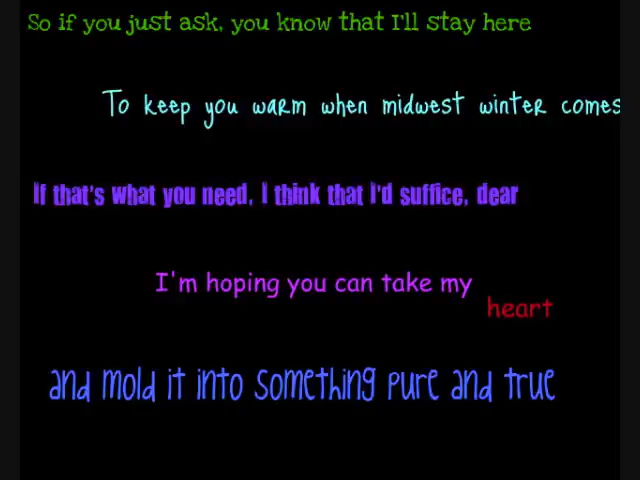 So if you just ask, you know that I'll stay here
To keep you warm when midwest winter comes
If that's what you need, I think that I'd suffice, dear
I'm hoping you can take my
heart
and mold it into something pure and true